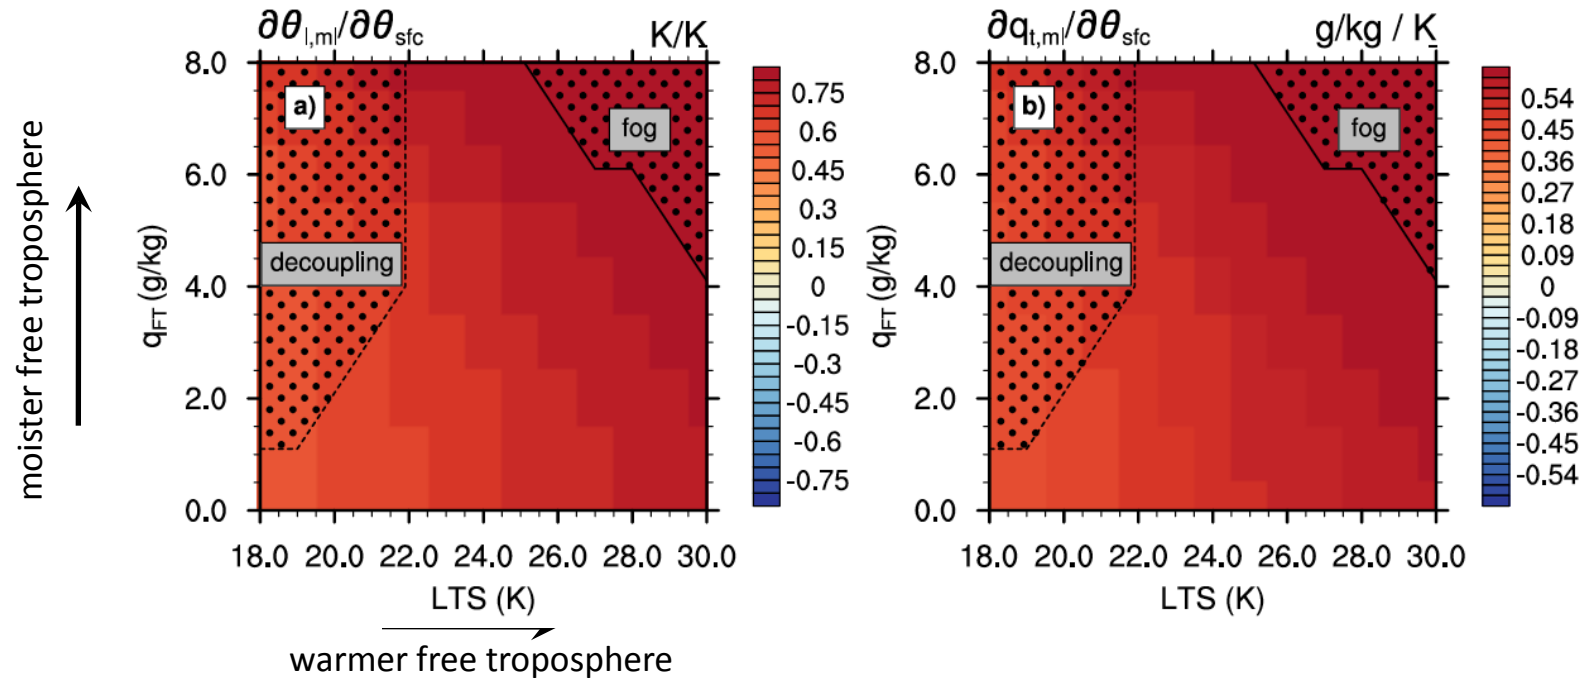 ∂θl,ml/∂θsfc K/K
8.0
6.0
4.0
2.0
0.0
qFT (g/kg)
moister free troposphere
a)
fog
decoupling
18.0 20.0 22.0 24.0 26.0 28.0 30.0
LTS (K)
warmer free troposphere
0.75
0.6
0.45
0.3
0.15
0
-0.15
-0.3
-0.45
-0.6
-0.75
∂qt,ml/∂θsfc g/kg / K
8.0
6.0
4.0
2.0
0.0
qFT (g/kg)
b)
fog
decoupling
18.0 20.0 22.0 24.0 26.0 28.0 30.0
LTS (K)
0.54
0.45
0.36
0.27
0.18
0.09
0
-0.09
-0.18
-0.27
-0.36
-0.45
-0.54